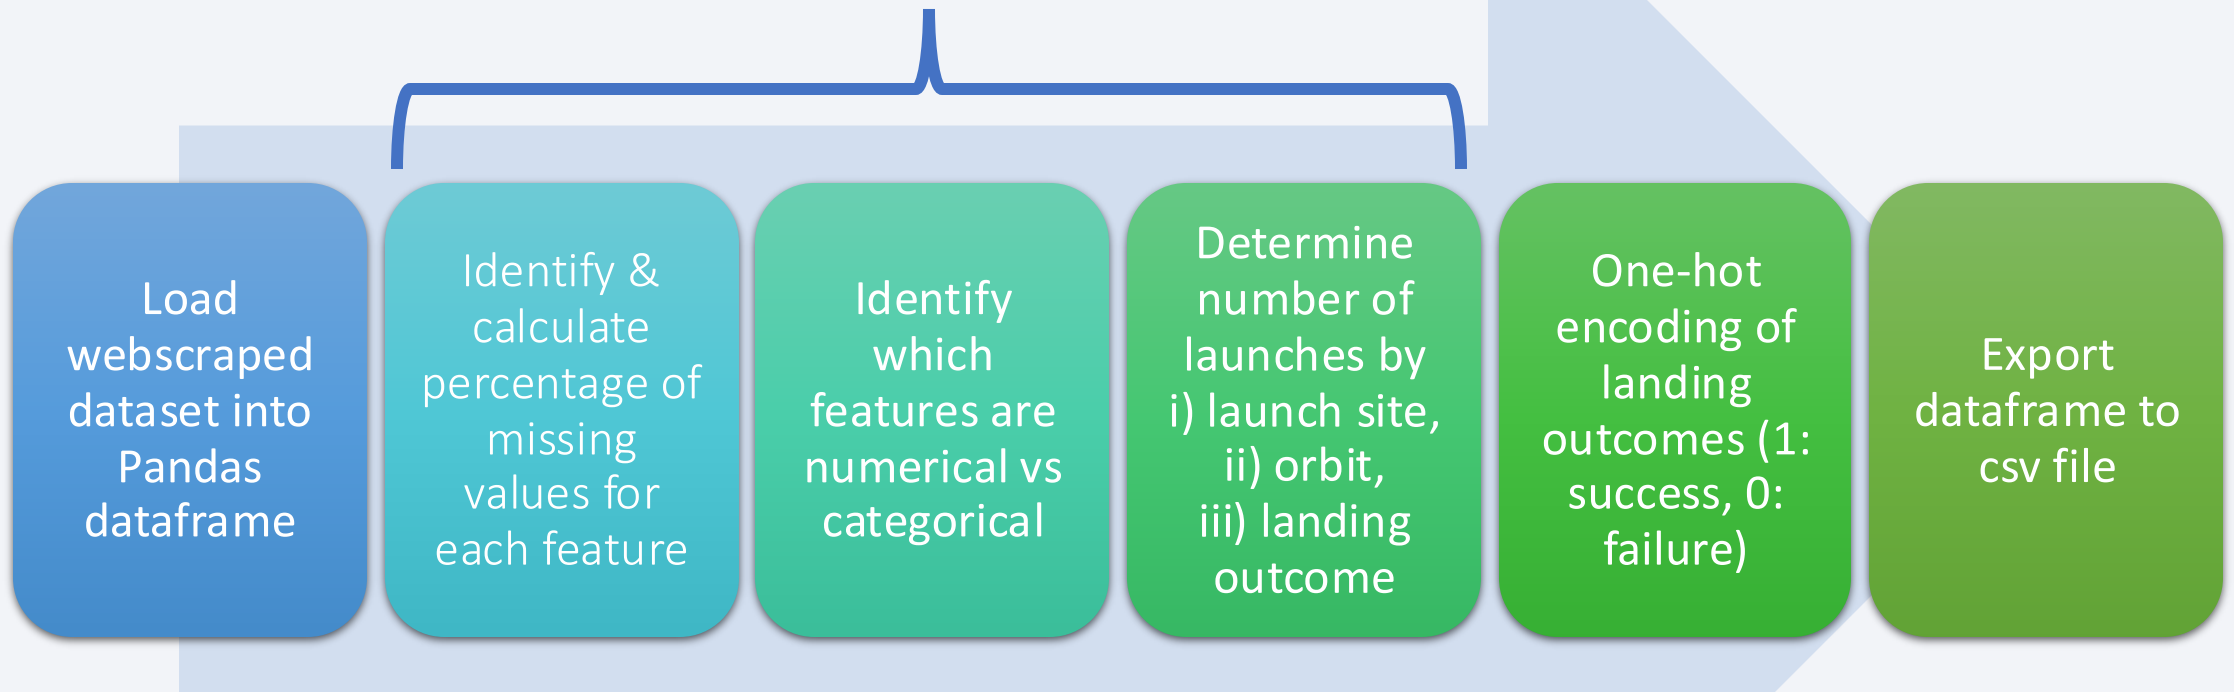 Load
webscraped
dataset into
Pandas
dataframe
Identify &
calculate
percentage of
missing
values for
each feature
Identify
which
features are
numerical vs
categorical
Determine
number of
launches by
i) launch site,
ii) orbit,
iii) landing
outcome
One-hot
encoding of
landing
outcomes (1:
success, 0:
failure)
Export
dataframe to
csv file